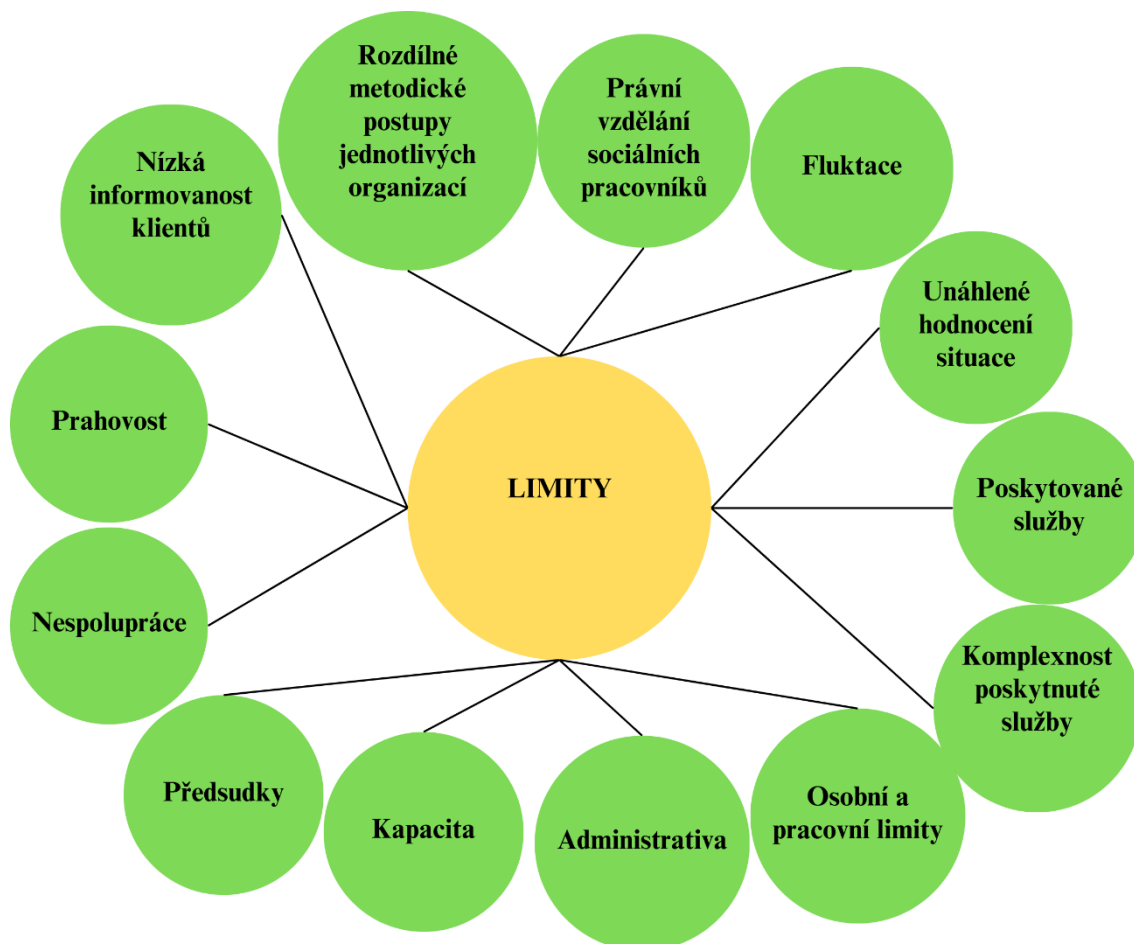 Rozdílné
metodické
postupy
jednotlivých
organizací
Právní
vzdělání
sociálních
pracovníků
Fluktace
Nízká
informovanost
klientů
Unáhlené
hodnocení
situace
Prahovost
LIMITY
Poskytované
služby
Nespolupráce
Komplexnost
poskytnuté
služby
Předsudky
Kapacita
Administrativa
Osobní a
pracovní limity